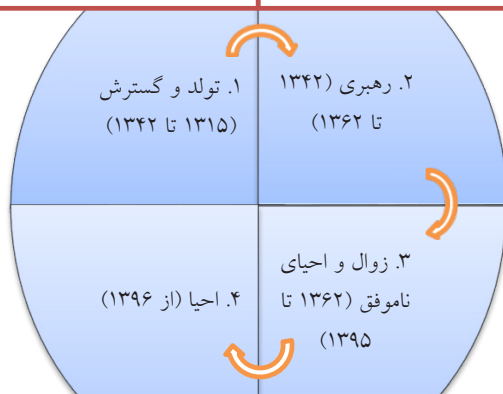 ۱. تولد و گسترش
(۱۳۱۵ تا ۱۳۴۲)
۲. رهبری (۱۳۴۲
تا ۱۳۶۲)
۳. زوال و احیای
ناموفق (۱۳۶۲ تا
۱۳۹۵)
۴. احیا (از ۱۳۹۶)